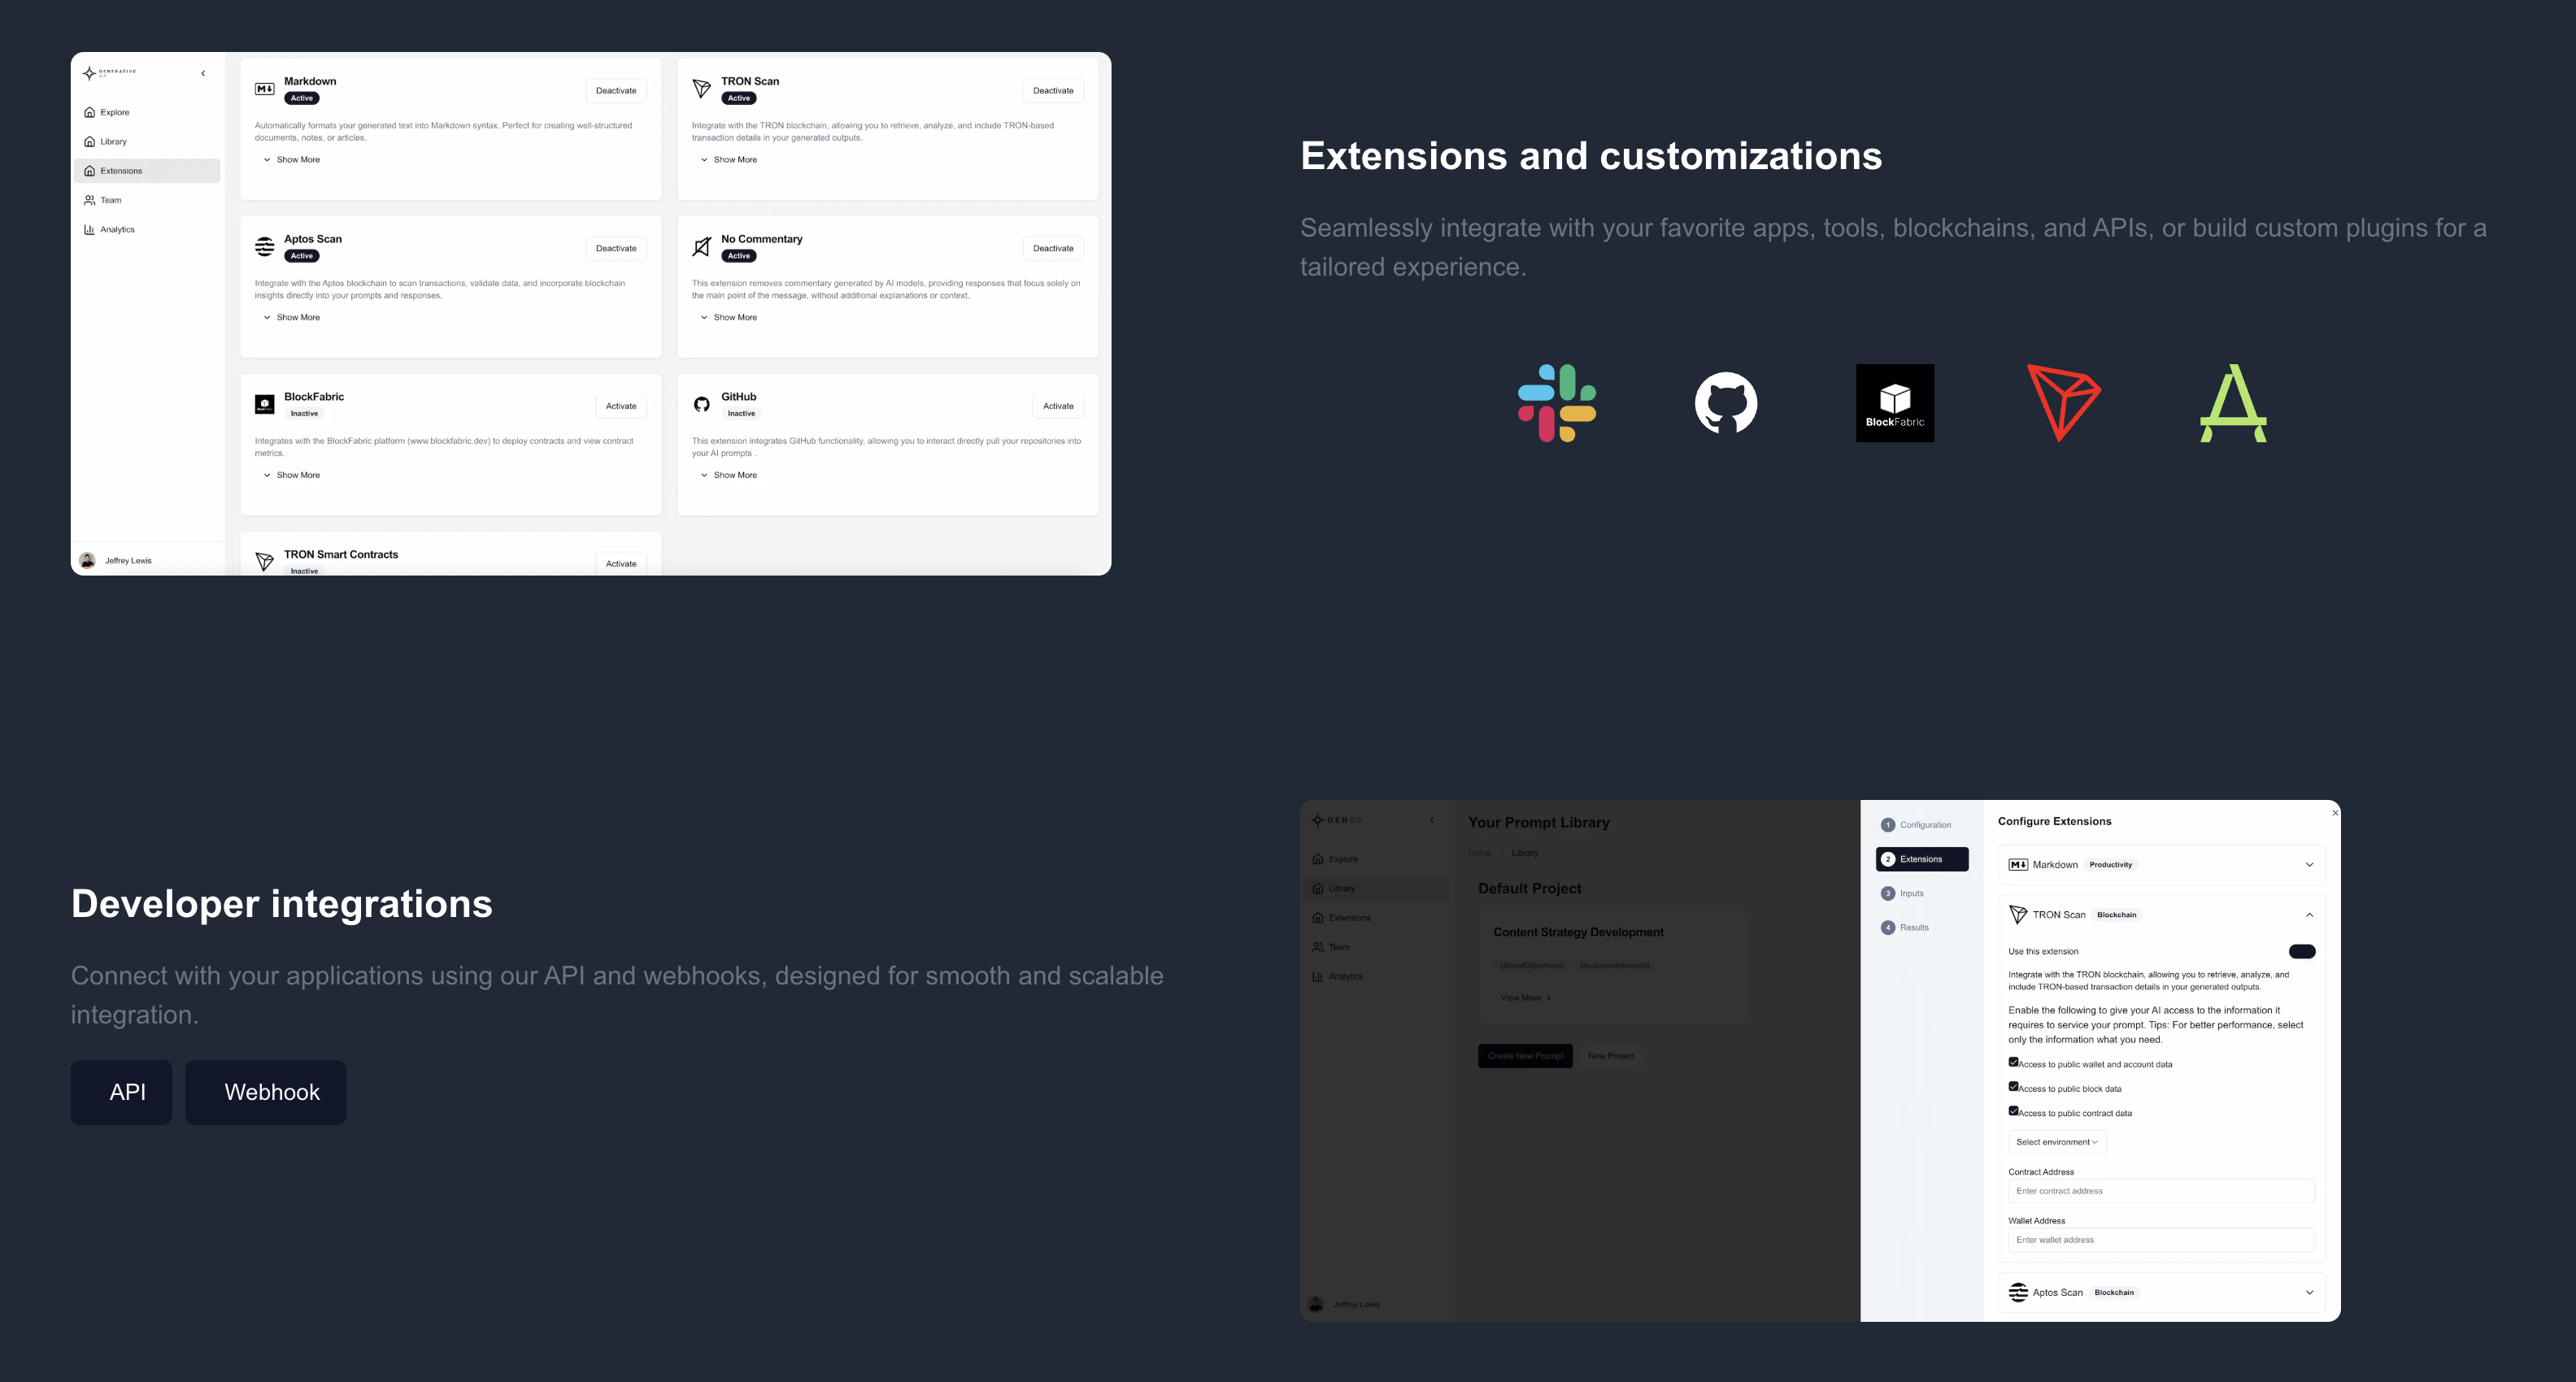 GENERATIVE
OP
Explore
Library
Extensions
Team
Analytics
Jeffrey Lewis
Markdown
Active
Deactivate
Automatically formats your generated text into Markdown syntax. Perfect for creating well-structured
documents, notes, or articles.
Show More
TRON Scan
Active
Deactivate
Integrate with the TRON blockchain, allowing you to retrieve, analyze, and include TRON-based
transaction details in your generated outputs.
Show More
Aptos Scan
Active
Deactivate
Integrate with the Aptos blockchain to scan transactions, validate data, and incorporate blockchain
insights directly into your prompts and responses.
Show More
No Commentary
Active
Deactivate
This extension removes commentary generated by AI models, providing responses that focus solely on
the main point of the message, without additional explanations or context.
Show More
BlockFabric
Inactive
Activate
Integrates with the BlockFabric platform (www.blockfabric.dev) to deploy contracts and view contract
metrics.
Show More
GitHub
Inactive
Activate
This extension integrates GitHub functionality, allowing you to interact directly pull your repositories into
your AI prompts .
Show More
TRON Smart Contracts
Inactive
Activate
Extensions and customizations
Seamlessly integrate with your favorite apps, tools, blockchains, and APIs, or build custom plugins for a
tailored experience.
BlockFabric
Developer integrations
Connect with your applications using our API and webhooks, designed for smooth and scalable
integration.
API
Webhook
GENOP
Explore
Library
Extensions
Team
Analytics
Jeffrey Lewis
Your Prompt Library
Home
Library
Default Project
Content Strategy Development
{BrandObjectives}
{AudienceInterests}
View More
Create New Prompt
New Project
1 Configuration
2 Extensions
3 Inputs
4 Results
Configure Extensions
Markdown Productivity
TRON Scan Blockchain
Use this extension
Integrate with the TRON blockchain, allowing you to retrieve, analyze, and
include TRON-based transaction details in your generated outputs.
Enable the following to give your AI access to the information it
requires to service your prompt. Tips: For better performance, select
only the information what you need.
Access to public wallet and account data
Access to public block data
Access to public contract data
Select environment
Contract Address
Enter contract address
Wallet Address
Enter wallet address
Aptos Scan Blockchain